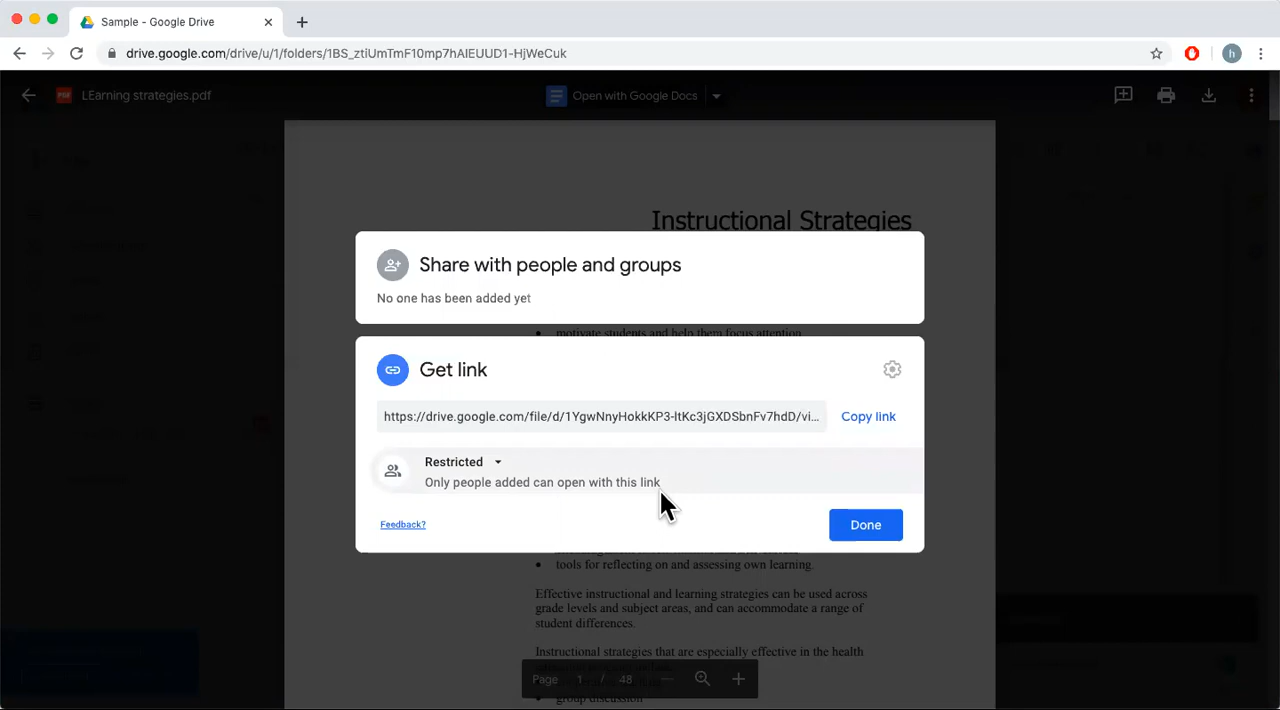 Sample - Google Drive
drive.google.com/drive/u/1/folders/1BS_ztiUmTmF10mp7hAlEUUD1-HjWeCuk
h
PDF
LEarning strategies.pdf
Open with Google Docs
Instructional Strategies
Share with people and groups
No one has been added yet
motivate students and help them focus attention
Get link
https://drive.google.com/file/d/1YgwNnyHokkKP3-ltKc3jGXDSbnFv7hdD/vi...
Copy link
Restricted
Only people added can open with this link
Feedback?
Done
• tools for reflecting on and assessing own learning.
Effective instructional and learning strategies can be used across
grade levels and subject areas, and can accommodate a range of
student differences.
Instructional strategies that are especially effective in the health
Page 1 / 48
• group discussion